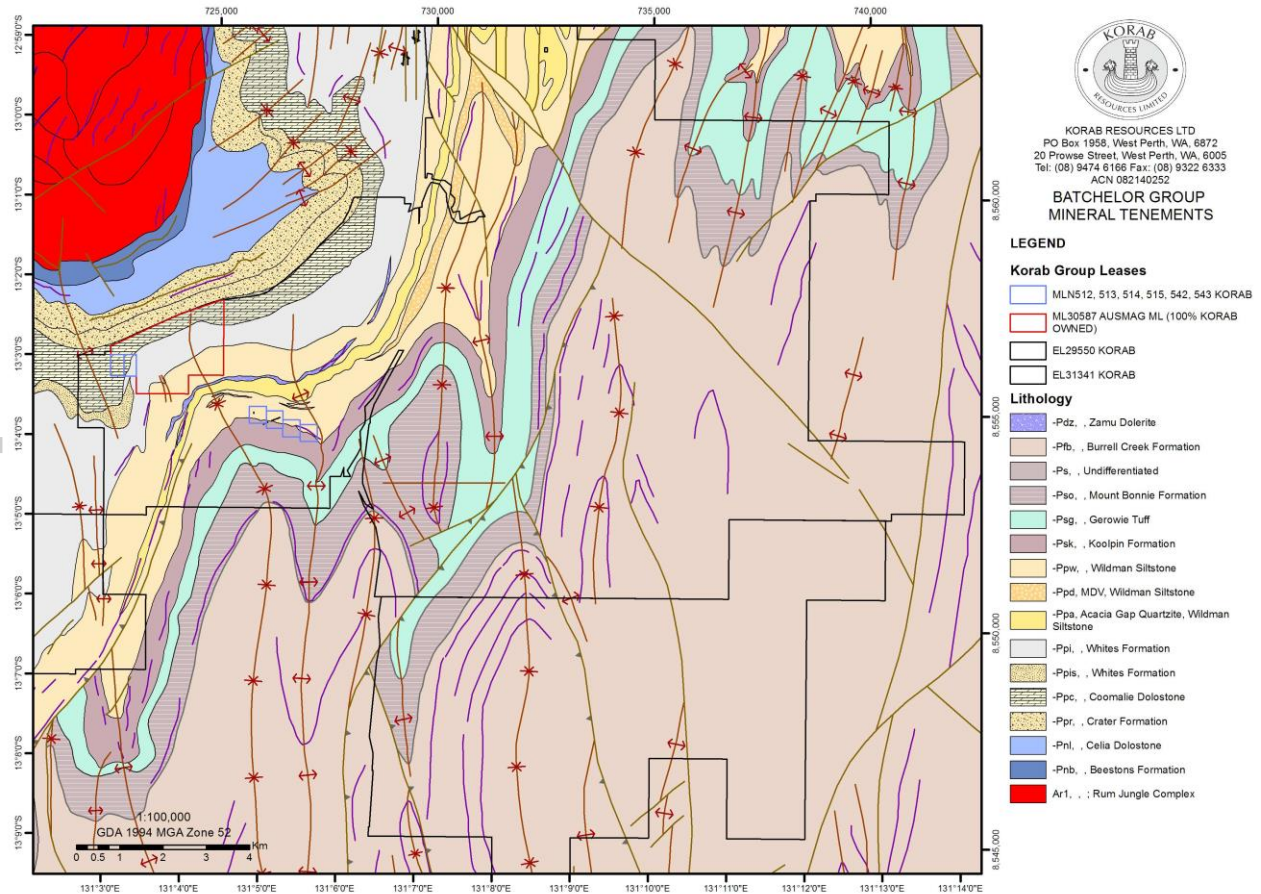 725,000
730,000
735,000
740,000
12°59'0"S
13°0'0"S
13°1'0"S
13°2'0"S
13°3'0"S
13°4'0"S
13°5'0"S
13°6'0"S
13°7'0"S
13°8'0"S
13°9'0"S
8,560,000
8,555,000
8,550,000
8,545,000
1:100,000
GDA 1994 MGA Zone 52
0 0.5 1 2 3 4 Km
131°3'0"E
131°4'0"E
131°5'0"E
131°6'0"E
131°7'0"E
131°8'0"E
131°9'0"E
131°10'0"E
131°11'0"E
131°12'0"E
131°13'0"E
131°14'0"E
KORAB
RESOURCES LIMITED
KORAB RESOURCES LTD
PO Box 1958, West Perth, WA, 6872
20 Prowse Street, West Perth, WA, 6005
Tel: (08) 9474 6166 Fax: (08) 9322 6333
ACN 082140252
BATCHELOR GROUP
MINERAL TENEMENTS
LEGEND
Korab Group Leases
MLN512, 513, 514, 515, 542, 543 KORAB
ML30587 AUSMAG ML (100% KORAB
OWNED)
EL29550 KORAB
EL31341 KORAB
Lithology
-Pdz, , Zamu Dolerite
-Pfb, , Burrell Creek Formation
-Ps, , Undifferentiated
-Pso, , Mount Bonnie Formation
-Psg, , Gerowie Tuff
-Psk, , Koolpin Formation
-Ppw, , Wildman Siltstone
-Ppd, MDV, Wildman Siltstone
-Ppa, Acacia Gap Quartzite, Wildman
Siltstone
-Ppi, , Whites Formation
-Ppis, , Whites Formation
-Ppc, , Coomalie Dolostone
-Ppr, , Crater Formation
-Pnl, , Celia Dolostone
-Pnb, , Beestons Formation
Ar1, , ; Rum Jungle Complex